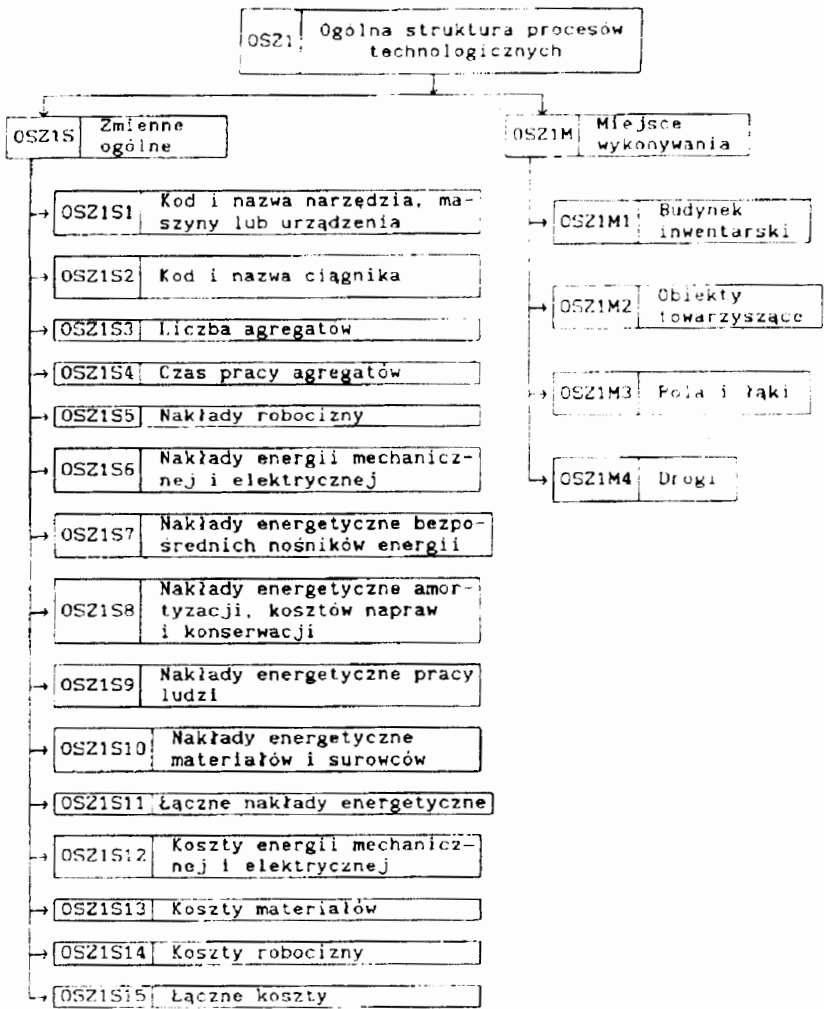 OSZ1 Ogólna struktura procesów
technologicznych
OSZ1S Zmienne
ogólne
OSZ1S1 Kod i nazwa narzędzia, ma-
szyny lub urządzenia
OSZ1S2 Kod i nazwa ciągnika
OSZ1S3 Liczba agregatów
OSZ1S4 Czas pracy agregatów
OSZ1S5 Nakłady robocizny
OSZ1S6 Nakłady energii mechanicz-
nej i elektrycznej
OSZ1S7 Nakłady energetyczne bezpo-
średnich nośników energii
OSZ1S8 Nakłady energetyczne amor-
tyzacji, kosztów napraw
i konserwacji
OSZ1S9 Nakłady energetyczne pracy
ludzi
OSZ1S10 Nakłady energetyczne
materiałów i surowców
OSZ1S11 Łączne nakłady energetyczne
OSZ1S12 Koszty energii mechanicz-
nej i elektrycznej
OSZ1S13 Koszty materiałów
OSZ1S14 Koszty robocizny
OSZ1S15 Łączne koszty
OSZ1M Miejsce
wykonywania
OSZ1M1 Budynek
inwentarski
OSZ1M2 Obiekty
towarzyszące
OSZ1M3 Pola i łąki
OSZ1M4 Drogi